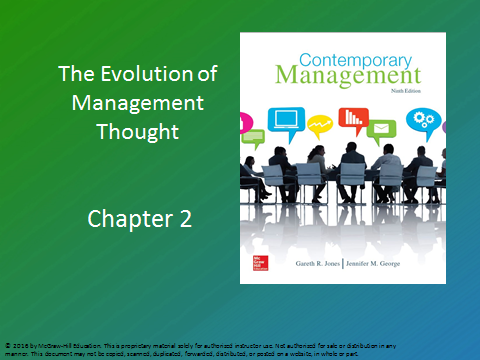 The Evolution of
Management
Thought
Chapter 2
Contemporary
Management
Ninth Edition
Mc
Graw
Hill
Education
Gareth R. Jones | Jennifer M. George
© 2016 by McGraw-Hill Education. This is proprietary material solely for authorized instructor use. Not authorized for sale or distribution in any
manner. This document may not be copied, scanned, duplicated, forwarded, distributed, or posted on a website, in whole or part.